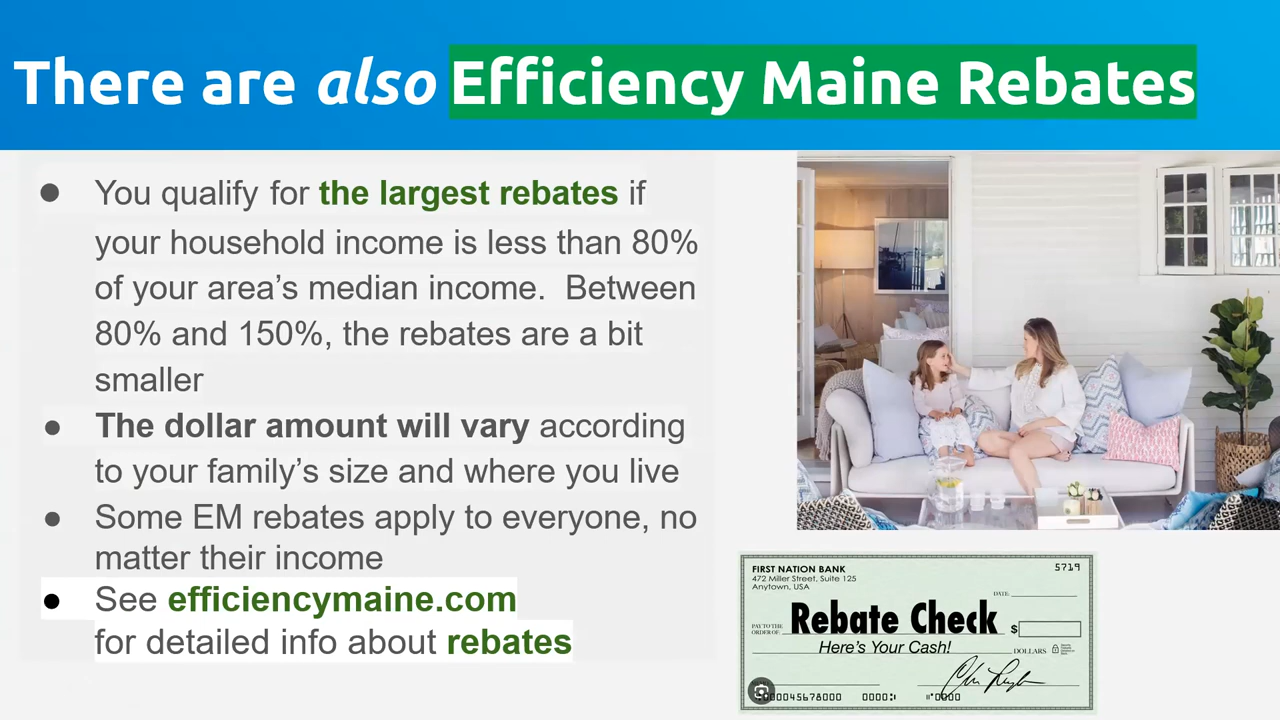 There are also Efficiency Maine Rebates
● You qualify for the largest rebates if
your household income is less than 80%
of your area’s median income.  Between
80% and 150%, the rebates are a bit
smaller
● The dollar amount will vary according
to your family’s size and where you live
● Some EM rebates apply to everyone, no
matter their income
● See efficiencymaine.com
for detailed info about rebates
FIRST NATION BANK
472 Miller Street, Suite 125
Anytown, USA
5719
DATE
PAY TO THE
ORDER OF
Rebate Check
$
Here's Your Cash!
DOLLARS